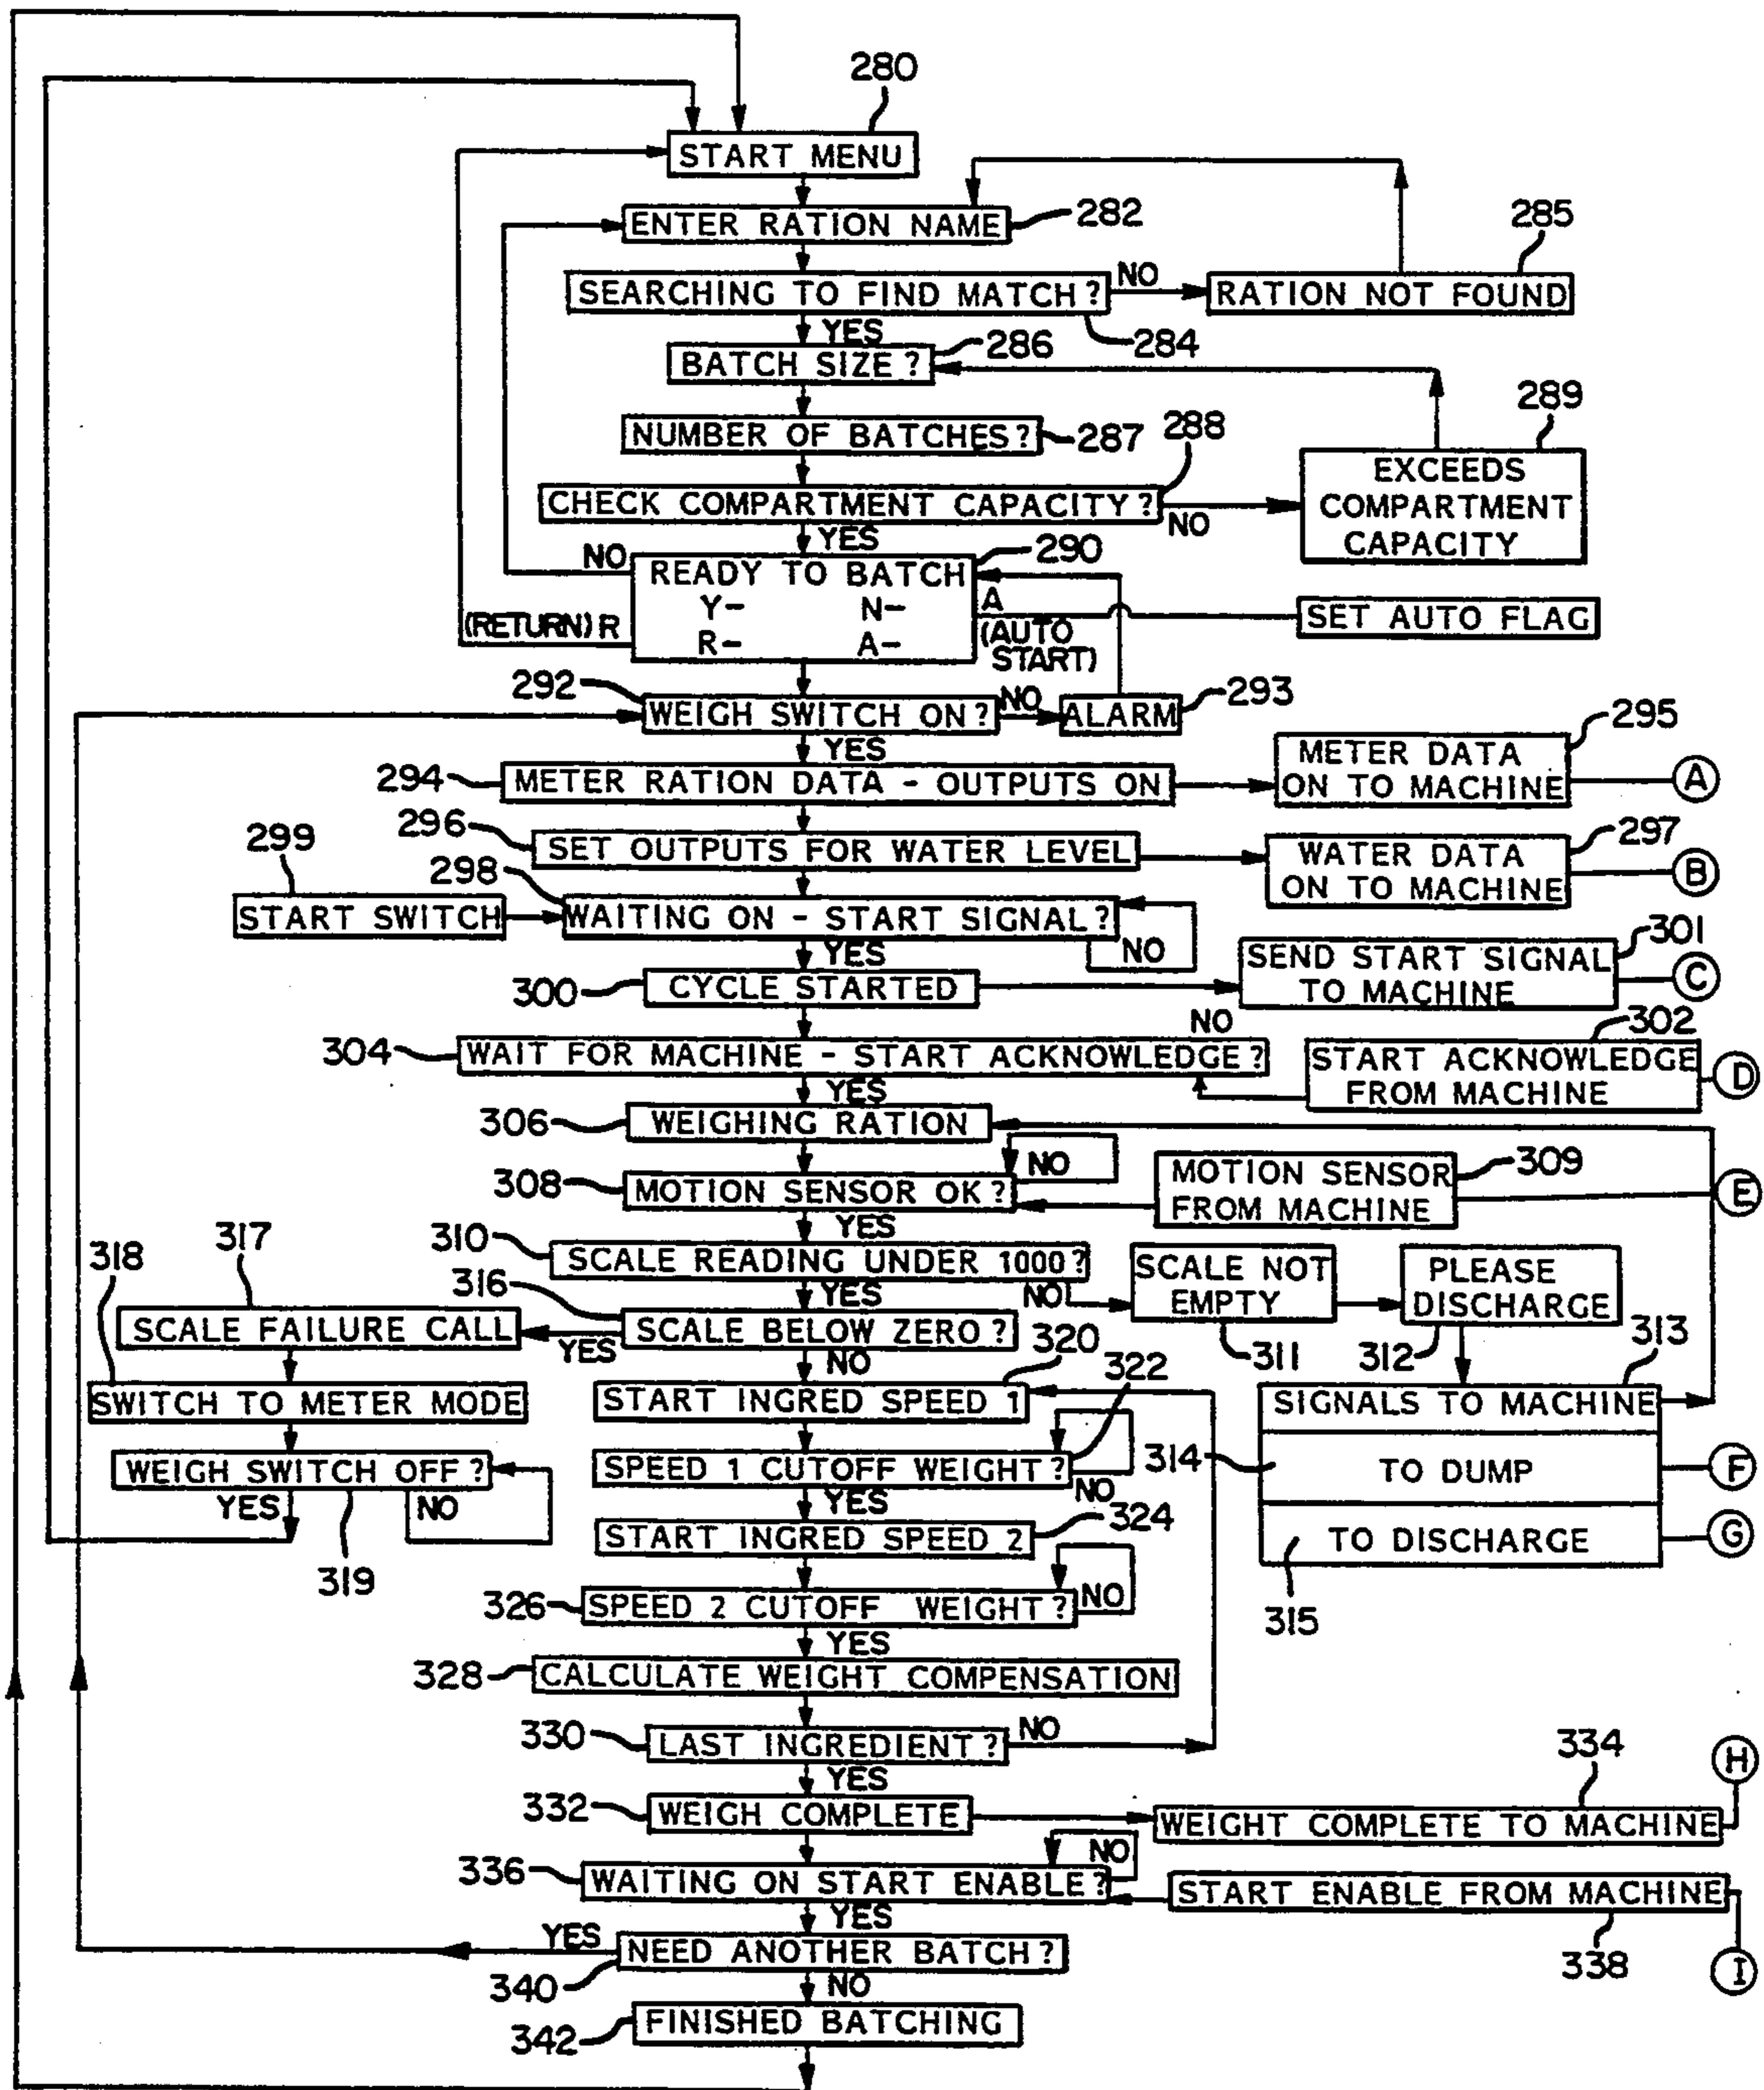 280
START MENU
ENTER RATION NAME
282
285
SEARCHING TO FIND MATCH?
NO
RATION NOT FOUND
YES
286
284
BATCH SIZE?
289
NUMBER OF BATCHES?
287
288
EXCEEDS
COMPARTMENT
CAPACITY
CHECK COMPARTMENT CAPACITY?
NO
YES
290
NO
READY TO BATCH
Y- N-
R- A-
(RETURN) R
A
(AUTO
START)
SET AUTO FLAG
292
WEIGH SWITCH ON?
NO
ALARM
293
295
YES
294
METER RATION DATA - OUTPUTS ON
METER DATA
ON TO MACHINE
A
296
SET OUTPUTS FOR WATER LEVEL
297
WATER DATA
ON TO MACHINE
B
299
298
START SWITCH
WAITING ON - START SIGNAL?
NO
YES
301
300
CYCLE STARTED
SEND START SIGNAL
TO MACHINE
C
NO
302
304
WAIT FOR MACHINE - START ACKNOWLEDGE?
START ACKNOWLEDGE
FROM MACHINE
D
YES
306
WEIGHING RATION
NO
309
308
MOTION SENSOR OK?
MOTION SENSOR
FROM MACHINE
E
YES
310
SCALE READING UNDER 1000?
SCALE NOT
EMPTY
PLEASE
DISCHARGE
318
317
316
YES
NO
SCALE FAILURE CALL
YES
SCALE BELOW ZERO?
320
311
312
313
NO
322
SWITCH TO METER MODE
START INGRED SPEED 1
SIGNALS TO MACHINE
WEIGH SWITCH OFF?
SPEED 1 CUTOFF WEIGHT?
NO
314
TO DUMP
F
YES
NO
YES
324
319
START INGRED SPEED 2
TO DISCHARGE
G
315
326
SPEED 2 CUTOFF WEIGHT?
NO
YES
328
CALCULATE WEIGHT COMPENSATION
330
LAST INGREDIENT?
NO
334
H
YES
332
WEIGH COMPLETE
WEIGHT COMPLETE TO MACHINE
NO
336
WAITING ON START ENABLE?
START ENABLE FROM MACHINE
YES
338
I
YES
NEED ANOTHER BATCH?
340
NO
342
FINISHED BATCHING